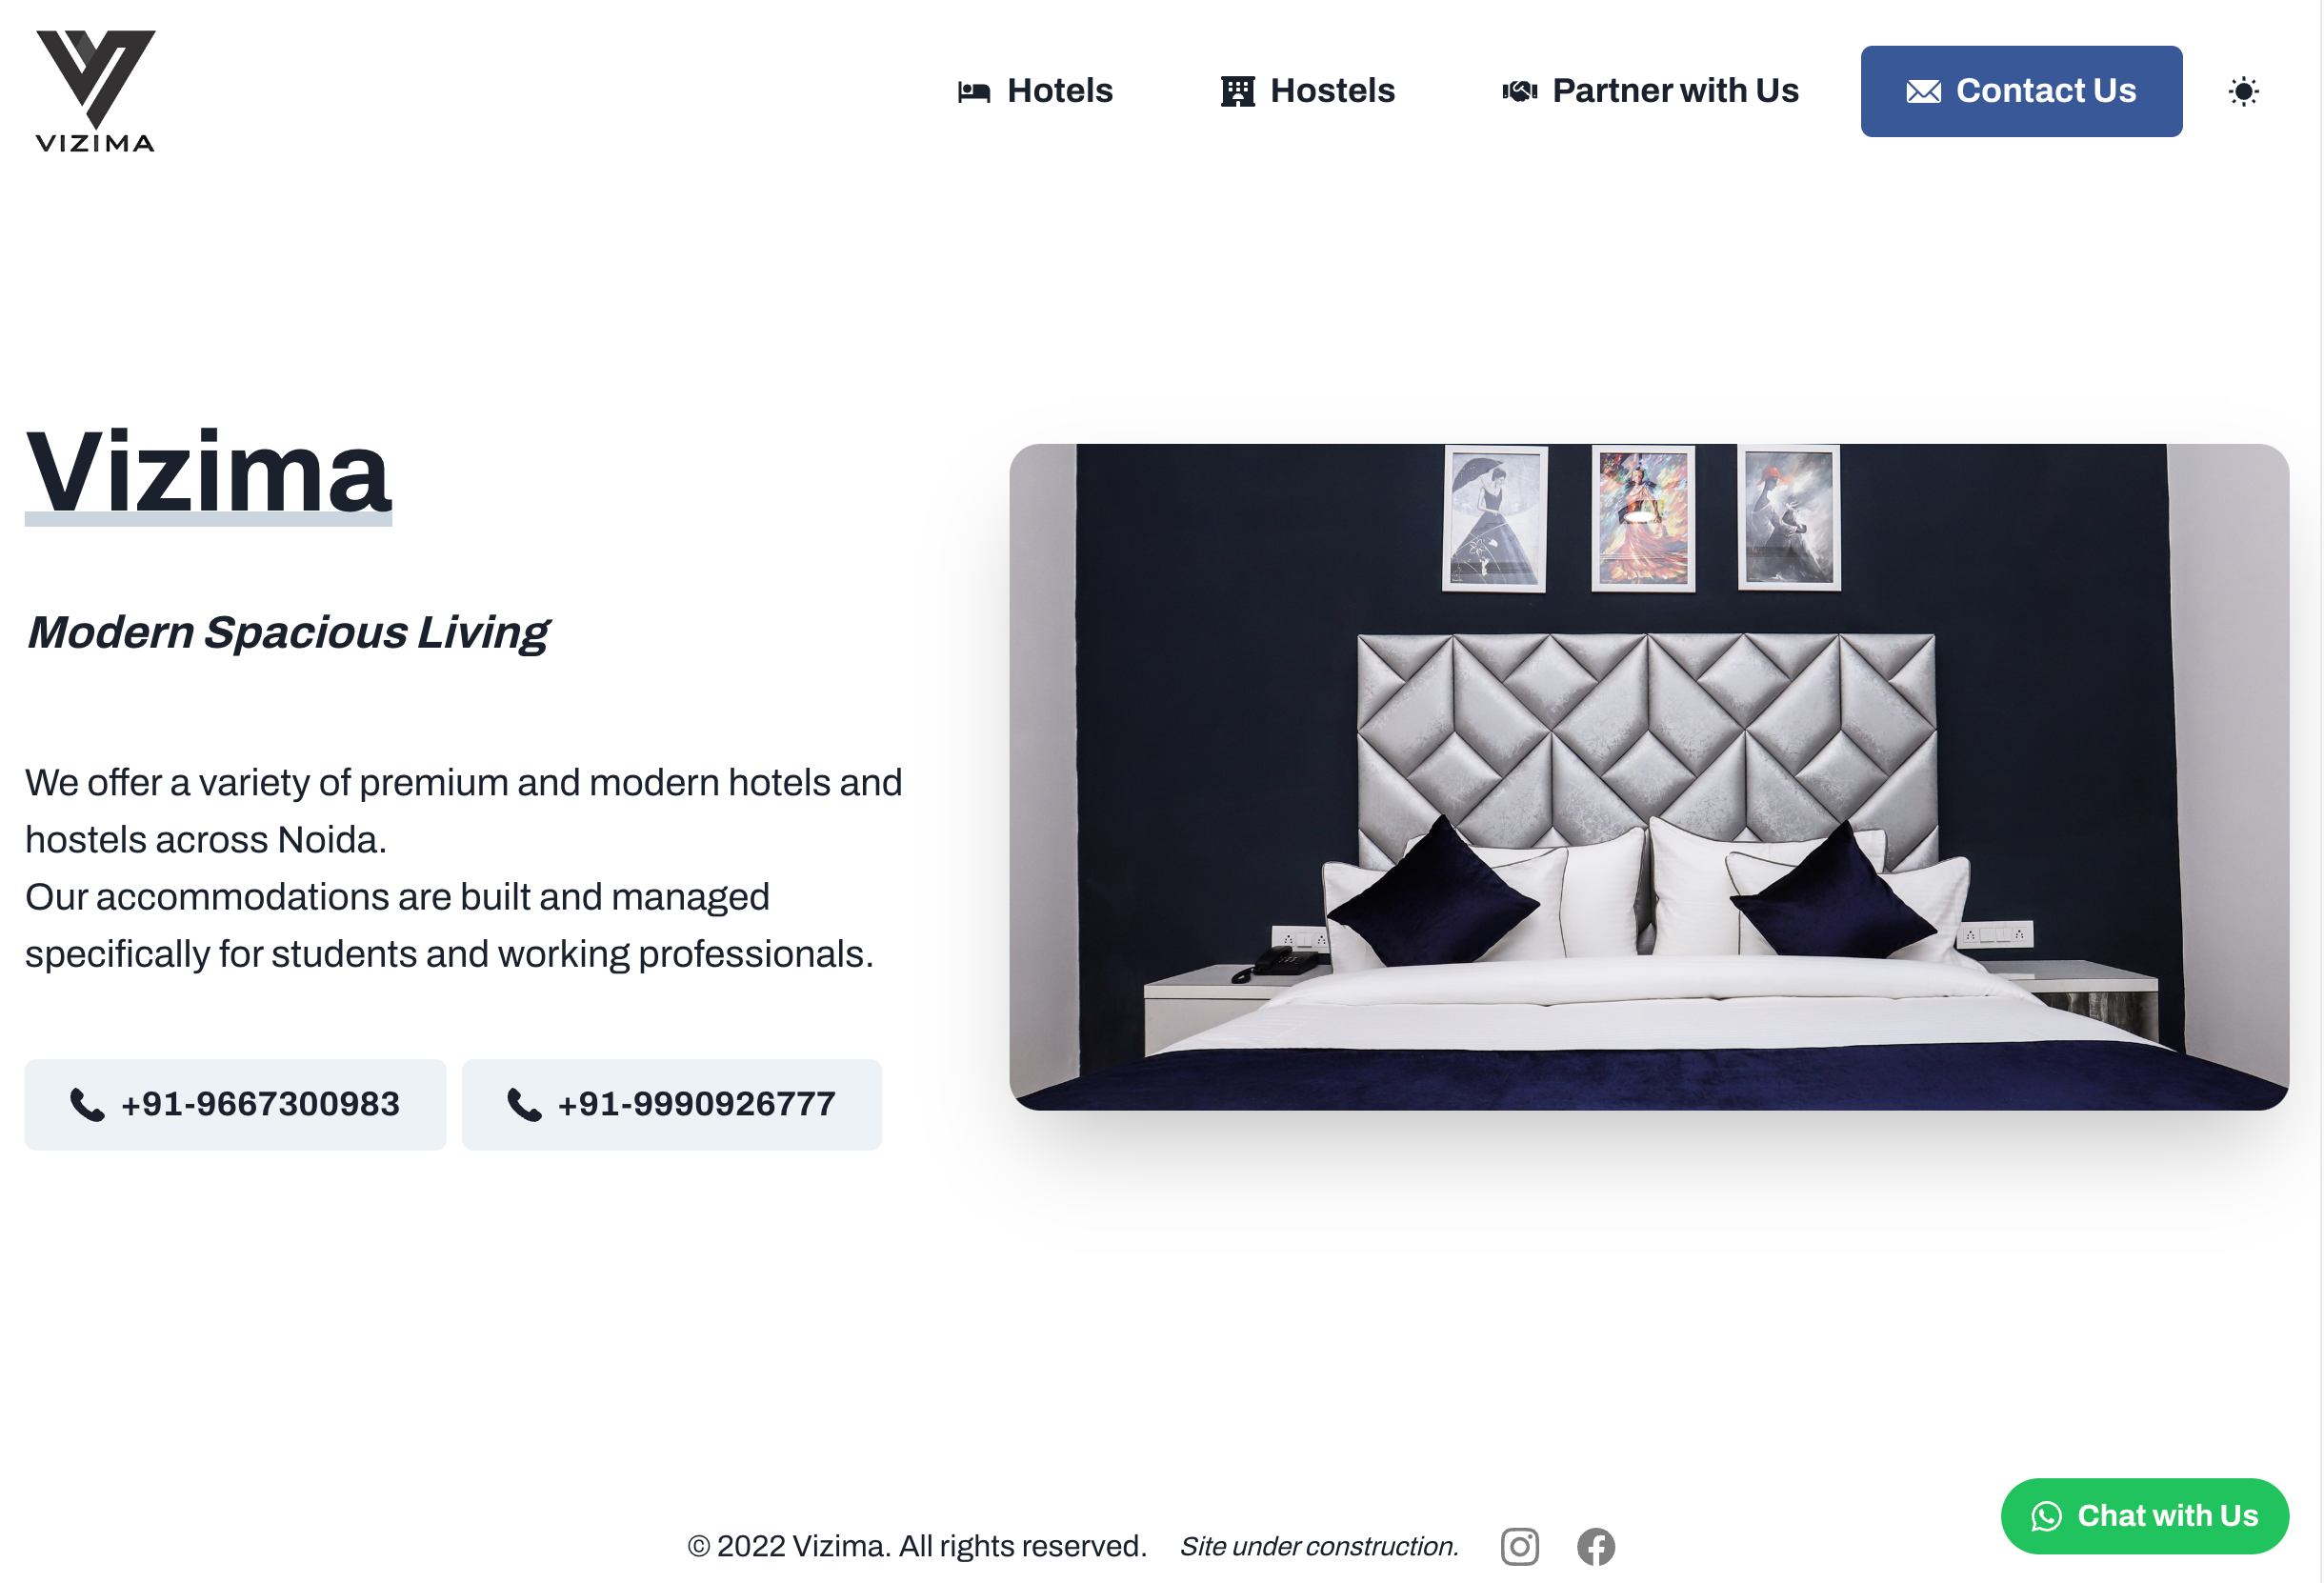 VIZIMA
Hotels
Hostels
Partner with Us
Contact Us
Vizima
Modern Spacious Living
We offer a variety of premium and modern hotels and
hostels across Noida.
Our accommodations are built and managed
specifically for students and working professionals.
+91-9667300983
+91-9990926777
Chat with Us
© 2022 Vizima. All rights reserved.
Site under construction.